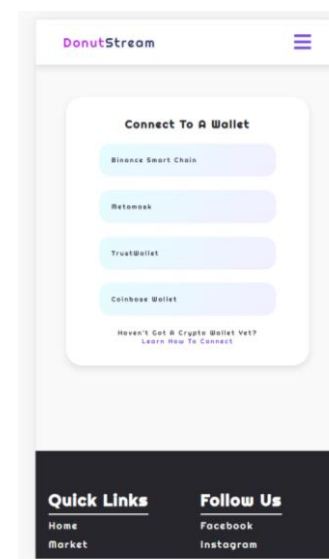 DonutStream
Connect To A Wallet
Binance Smart Chain
Metamask
TrustWallet
Coinbase Wallet
Haven't Got A Crypto Wallet Yet?
Learn How To Connect
Quick Links
Follow Us
Home
Facebook
Market
Instagram